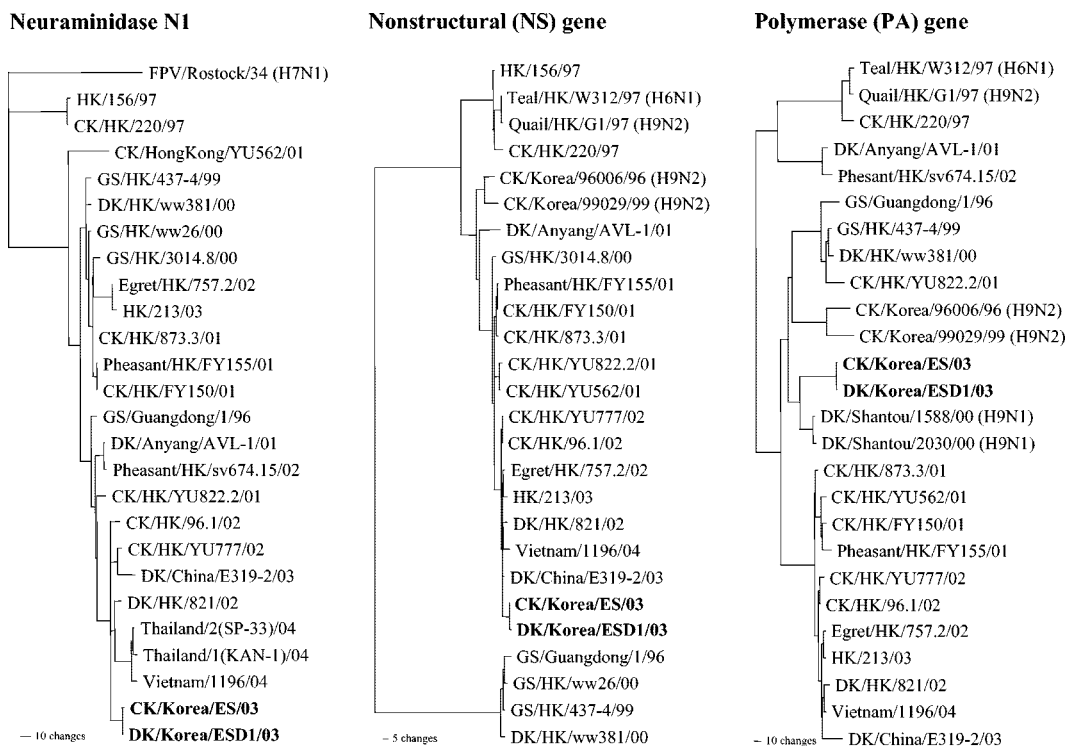 Neuraminidase N1
FPV/Rostock/34 (H7N1)
HK/156/97
CK/HK/220/97
CK/HongKong/YU562/01
GS/HK/437-4/99
DK/HK/ww381/00
GS/HK/ww26/00
GS/HK/3014.8/00
Egret/HK/757.2/02
HK/213/03
CK/HK/873.3/01
Pheasant/HK/FY155/01
CK/HK/FY150/01
GS/Guangdong/1/96
DK/Anyang/AVL-1/01
Pheasant/HK/sv674.15/02
CK/HK/YU822.2/01
CK/HK/96.1/02
CK/HK/YU777/02
DK/China/E319-2/03
DK/HK/821/02
Thailand/2(SP-33)/04
Thailand/1(KAN-1)/04
Vietnam/1196/04
CK/Korea/ES/03
DK/Korea/ESD1/03
10 changes
Nonstructural (NS) gene
HK/156/97
Teal/HK/W312/97 (H6N1)
Quail/HK/G1/97 (H9N2)
CK/HK/220/97
CK/Korea/96006/96 (H9N2)
CK/Korea/99029/99 (H9N2)
DK/Anyang/AVL-1/01
GS/HK/3014.8/00
Pheasant/HK/FY155/01
CK/HK/FY150/01
CK/HK/873.3/01
CK/HK/YU822.2/01
CK/HK/YU562/01
CK/HK/YU777/02
CK/HK/96.1/02
Egret/HK/757.2/02
HK/213/03
DK/HK/821/02
Vietnam/1196/04
DK/China/E319-2/03
CK/Korea/ES/03
DK/Korea/ESD1/03
GS/Guangdong/1/96
GS/HK/ww26/00
GS/HK/437-4/99
DK/HK/ww381/00
5 changes
Polymerase (PA) gene
Teal/HK/W312/97 (H6N1)
Quail/HK/G1/97 (H9N2)
CK/HK/220/97
DK/Anyang/AVL-1/01
Phesant/HK/sv674.15/02
GS/Guangdong/1/96
GS/HK/437-4/99
DK/HK/ww381/00
CK/HK/YU822.2/01
CK/Korea/96006/96 (H9N2)
CK/Korea/99029/99 (H9N2)
CK/Korea/ES/03
DK/Korea/ESD1/03
DK/Shantou/1588/00 (H9N1)
DK/Shantou/2030/00 (H9N1)
CK/HK/873.3/01
CK/HK/YU562/01
CK/HK/FY150/01
Pheasant/HK/FY155/01
CK/HK/YU777/02
CK/HK/96.1/02
Egret/HK/757.2/02
HK/213/03
DK/HK/821/02
Vietnam/1196/04
DK/China/E319-2/03
10 changes